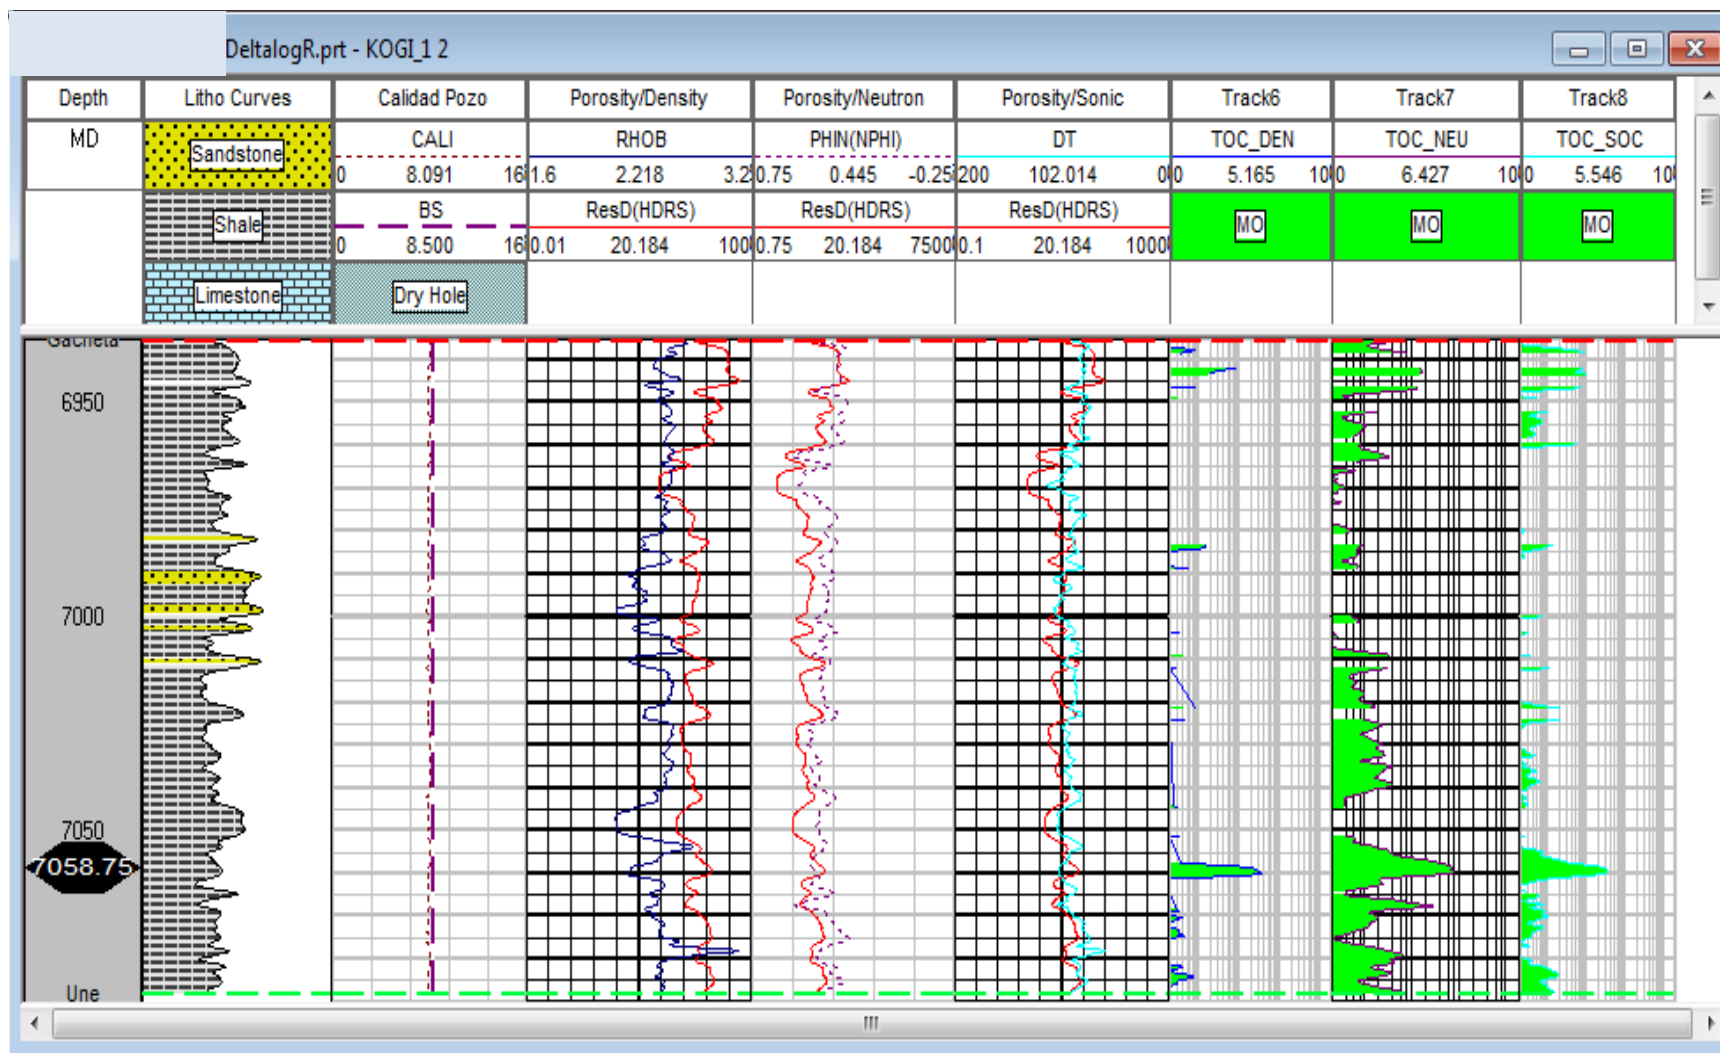 DeltalogR.prt - KOGI_1 2
Depth Litho Curves Calidad Pozo Porosity/Density Porosity/Neutron Porosity/Sonic Track6 Track7 Track8
MD Sandstone CALI RHOB PHIN(NPHI) DT TOC_DEN TOC_NEU TOC_SOC
0 8.091 16 1.6 2.218 3.2 0.75 0.445 -0.25 200 102.014 0 0 5.165 10 0 6.427 10 0 5.546 10
Shale BS ResD(HDRS) ResD(HDRS) ResD(HDRS) MO MO MO
0 8.500 16 0.01 20.184 100 0.75 20.184 7500 0.1 20.184 1000
Limestone Dry Hole
Gacheta
6950
7000
7050
7058.75
Une